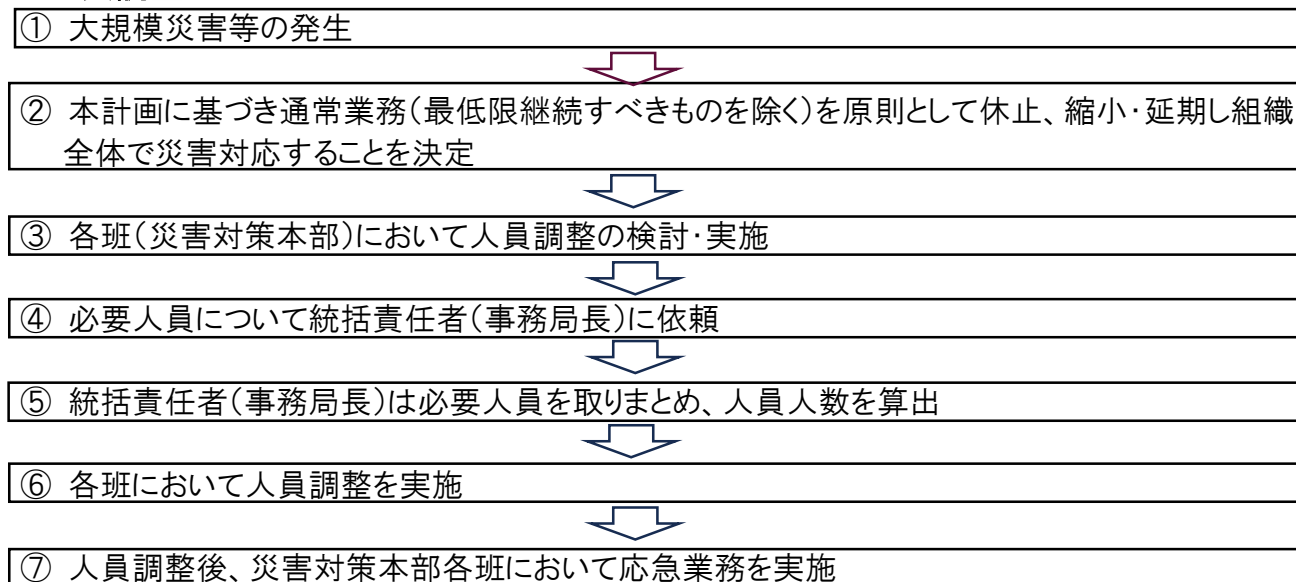 ① 大規模災害等の発生
② 本計画に基づき通常業務（最低限継続すべきものを除く）を原則として休止、縮小・延期し組織
全体で災害対応することを決定
③ 各班（災害対策本部）において人員調整の検討・実施
④ 必要人員について統括責任者（事務局長）に依頼
⑤ 統括責任者（事務局長）は必要人員を取りまとめ、人員人数を算出
⑥ 各班において人員調整を実施
⑦ 人員調整後、災害対策本部各班において応急業務を実施